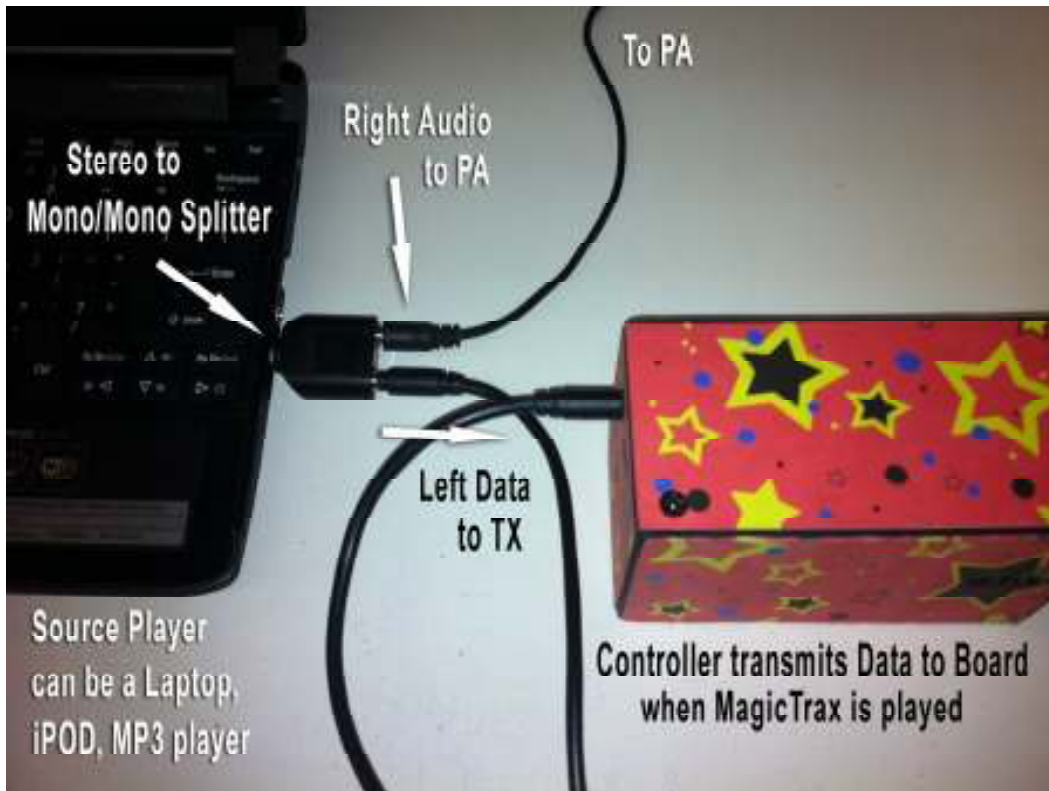 To PA
Right Audio
to PA
Stereo to
Mono/Mono Splitter
Left Data
to TX
Source Player
can be a Laptop,
iPOD, MP3 player
Controller transmits Data to Board
when MagicTrax is played